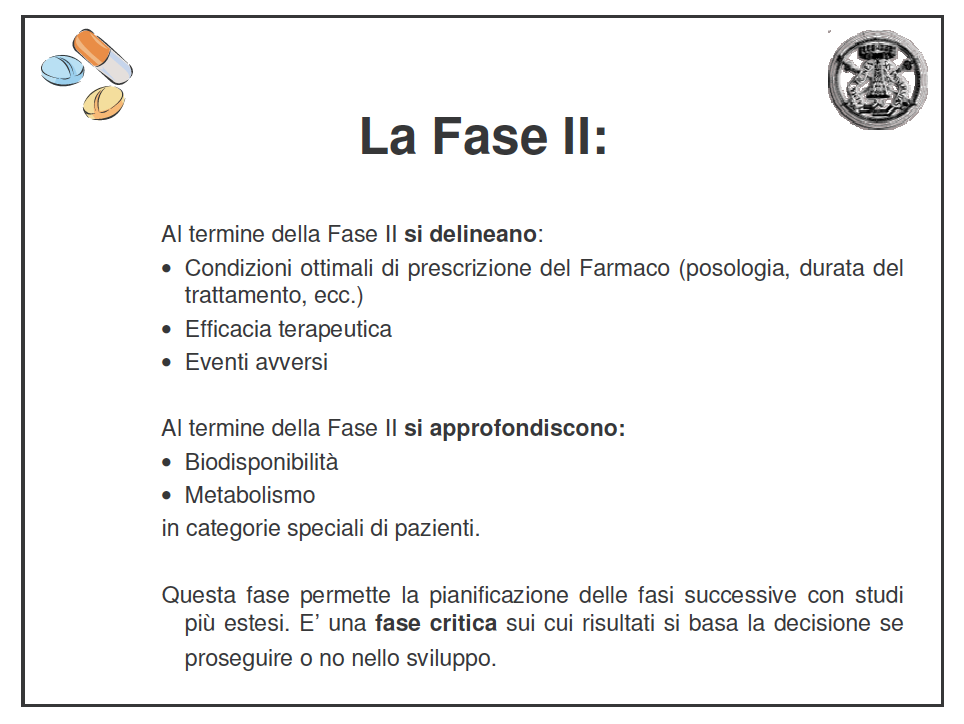 La Fase II:
Al termine della Fase II si delineano:
• Condizioni ottimali di prescrizione del Farmaco (posologia, durata del
trattamento, ecc.)
• Efficacia terapeutica
• Eventi avversi
Al termine della Fase II si approfondiscono:
• Biodisponibilità
• Metabolismo
in categorie speciali di pazienti.
Questa fase permette la pianificazione delle fasi successive con studi
più estesi. E’ una fase critica sui cui risultati si basa la decisione se
proseguire o no nello sviluppo.